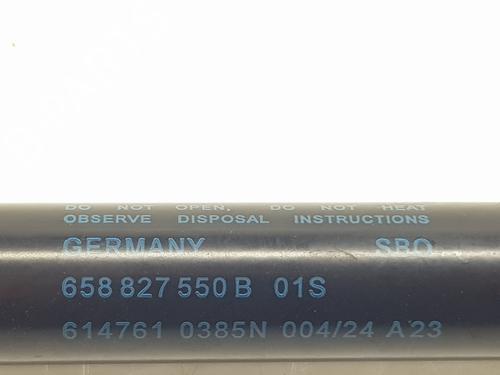 DO NOT OPEN. DO NOT HEAT
OBSERVE DISPOSAL INSTRUCTIONS
GERMANY SBO
658 827 550 B 01S
614761 0385N 004/24 A23